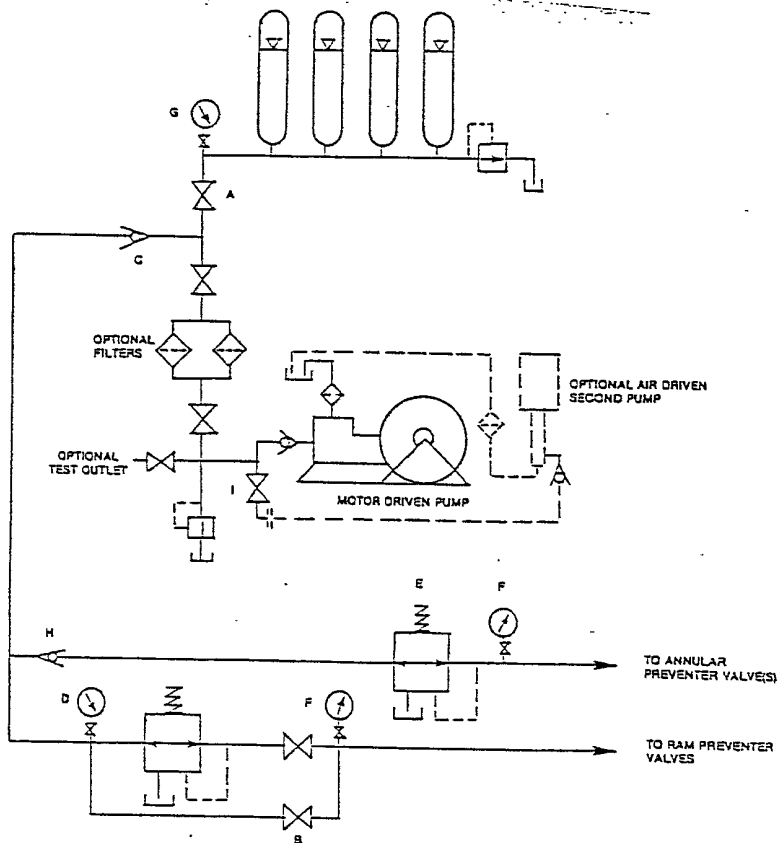 G
A
C
OPTIONAL
FILTERS
OPTIONAL AIR DRIVEN
SECOND PUMP
OPTIONAL
TEST OUTLET
I
MOTOR DRIVEN PUMP
E
F
H
TO ANNULAR
PREVENTER VALVE(S)
D
F
TO RAM PREVENTER
VALVES
B